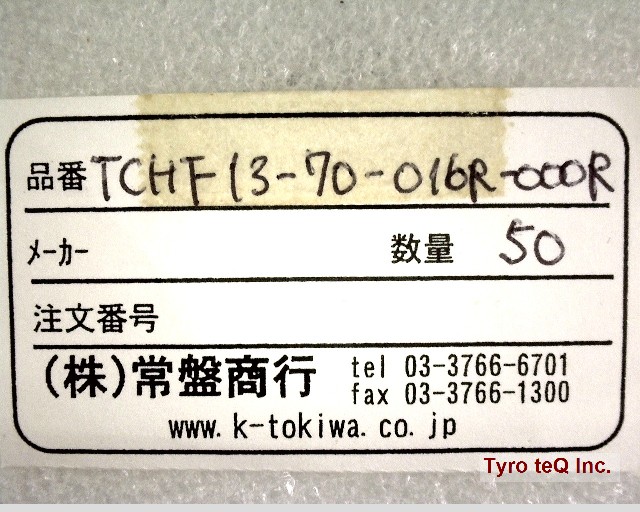 品番 TCHF13-70-016R-000R
メーカー 数量 50
注文番号
(株)常盤商行 tel 03-3766-6701
fax 03-3766-1300
www.k-tokiwa.co.jp
Tyro teQ Inc.